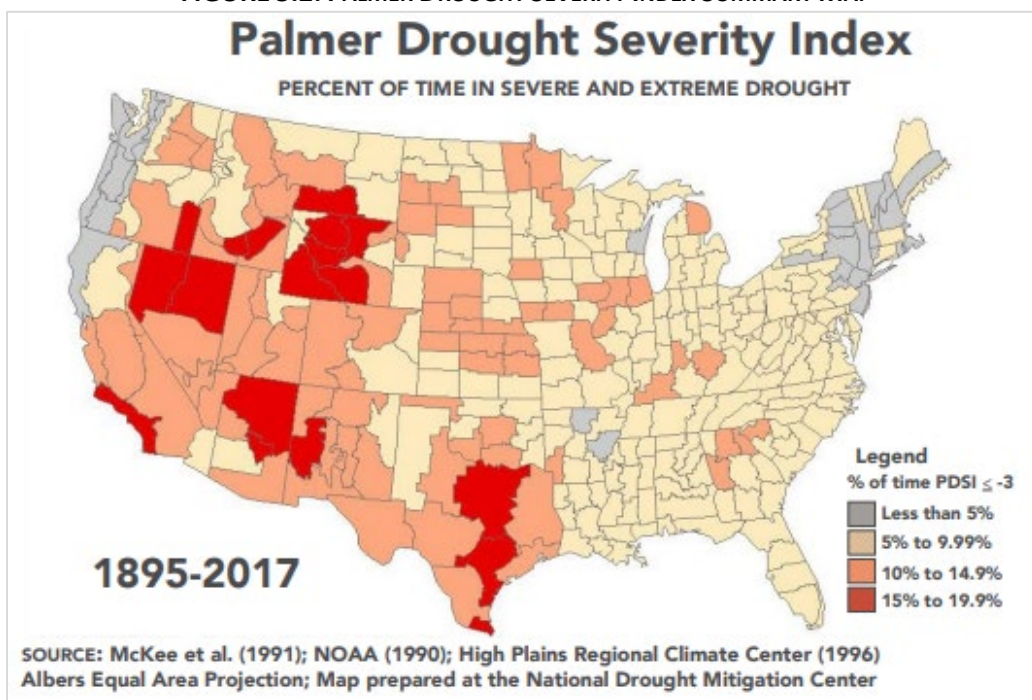 Palmer Drought Severity Index
PERCENT OF TIME IN SEVERE AND EXTREME DROUGHT
Legend
% of time PDSI ≤ -3
Less than 5%
5% to 9.99%
10% to 14.9%
15% to 19.9%
1895-2017
SOURCE: McKee et al. (1991); NOAA (1990); High Plains Regional Climate Center (1996)
Albers Equal Area Projection; Map prepared at the National Drought Mitigation Center